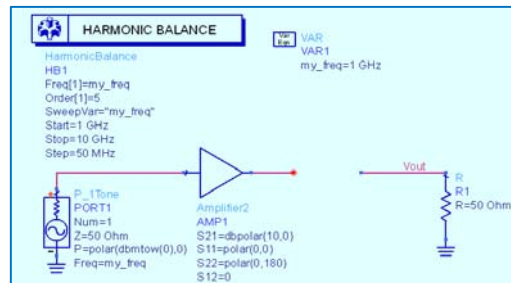 HARMONIC BALANCE
HarmonicBalance
HB1
Freq[1]=my_freq
Order[1]=5
SweepVar="my_freq"
Start=1 GHz
Stop=10 GHz
Step=50 MHz
Var
Eqn
VAR
VAR1
my_freq=1 GHz
P_1Tone
PORT1
Num=1
Z=50 Ohm
P=polar(dbmtow(0),0)
Freq=my_freq
Amplifier2
AMP1
S21=dbpolar(10,0)
S11=polar(0,0)
S22=polar(0,180)
S12=0
Vout
R
R1
R=50 Ohm